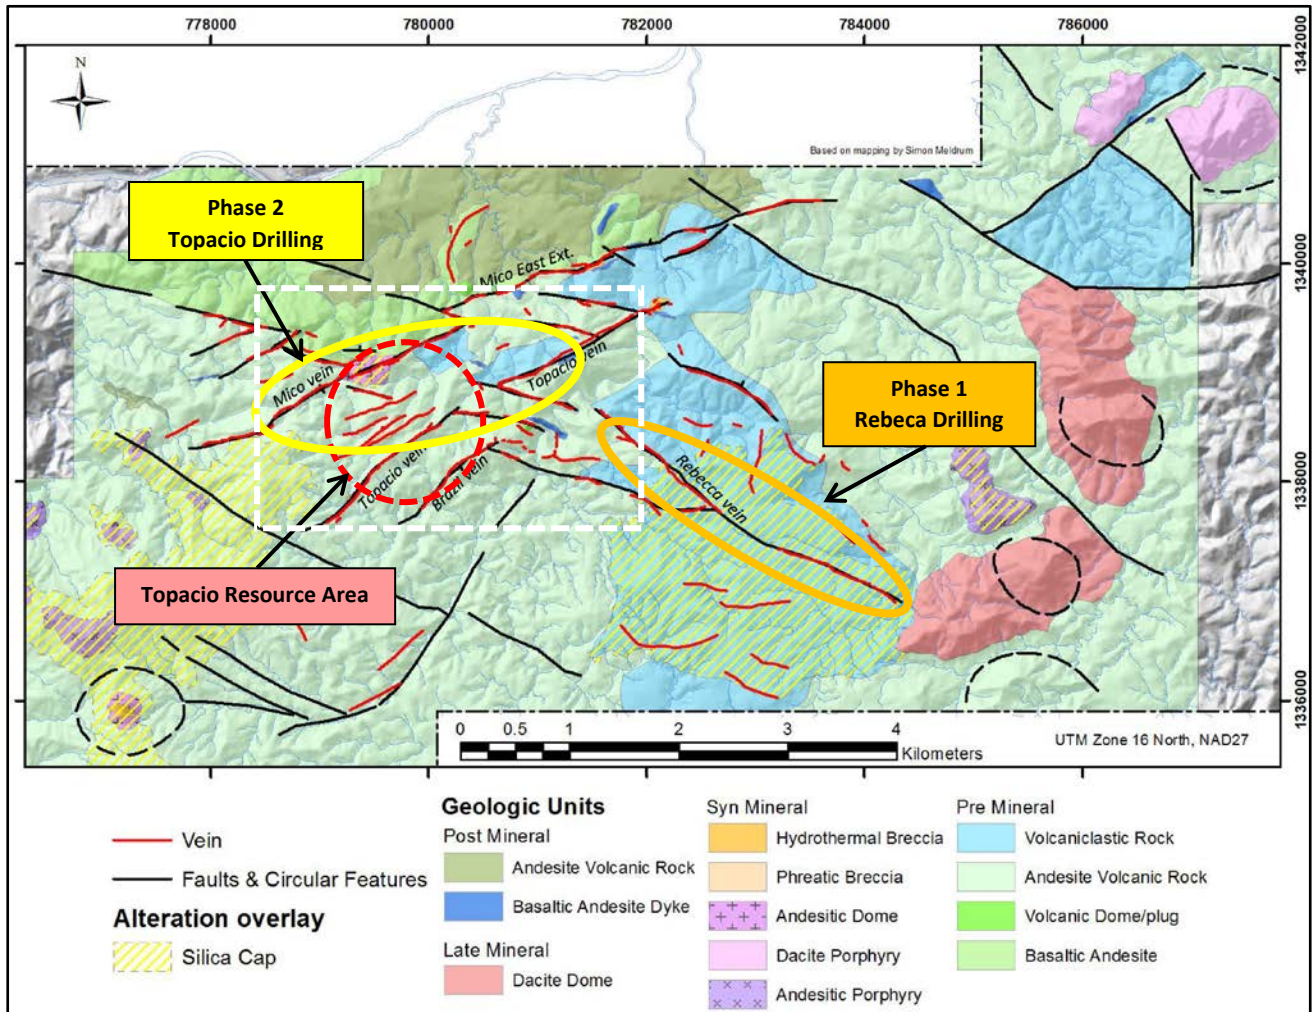 778000
780000
782000
784000
786000
1342000
N
Based on mapping by Simon Meldrum
Phase 2
Topacio Drilling
Mico East Ext.
1340000
Mico vein
Topacio vein
Phase 1
Rebeca Drilling
Topacio vein
Brazil vein
Rebecca vein
1338000
Topacio Resource Area
1336000
0 0.5 1 2 3 4
Kilometers
UTM Zone 16 North, NAD27
Vein
Faults & Circular Features
Alteration overlay
Silica Cap
Geologic Units
Post Mineral
Andesite Volcanic Rock
Basaltic Andesite Dyke
Late Mineral
Dacite Dome
Syn Mineral
Hydrothermal Breccia
Phreatic Breccia
Andesitic Dome
Dacite Porphyry
Andesitic Porphyry
Pre Mineral
Volcaniclastic Rock
Andesite Volcanic Rock
Volcanic Dome/plug
Basaltic Andesite